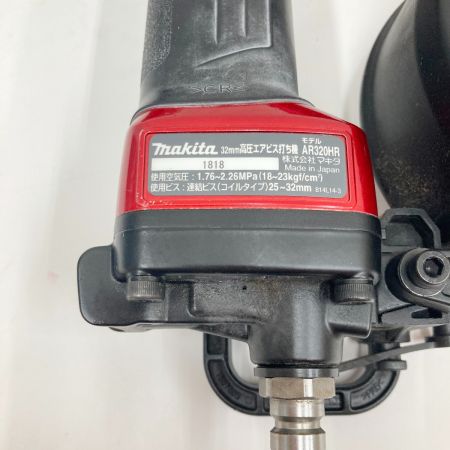 >CR<
makita 32mm高圧エアビス打ち機 モデル AR320HR
1818 株式会社マキタ
Made in Japan
使用空気圧：1.76~2.26MPa(18~23kgf/cm²)
使用ビス：連結ビス(コイルタイプ)25~32mm 814L14-3